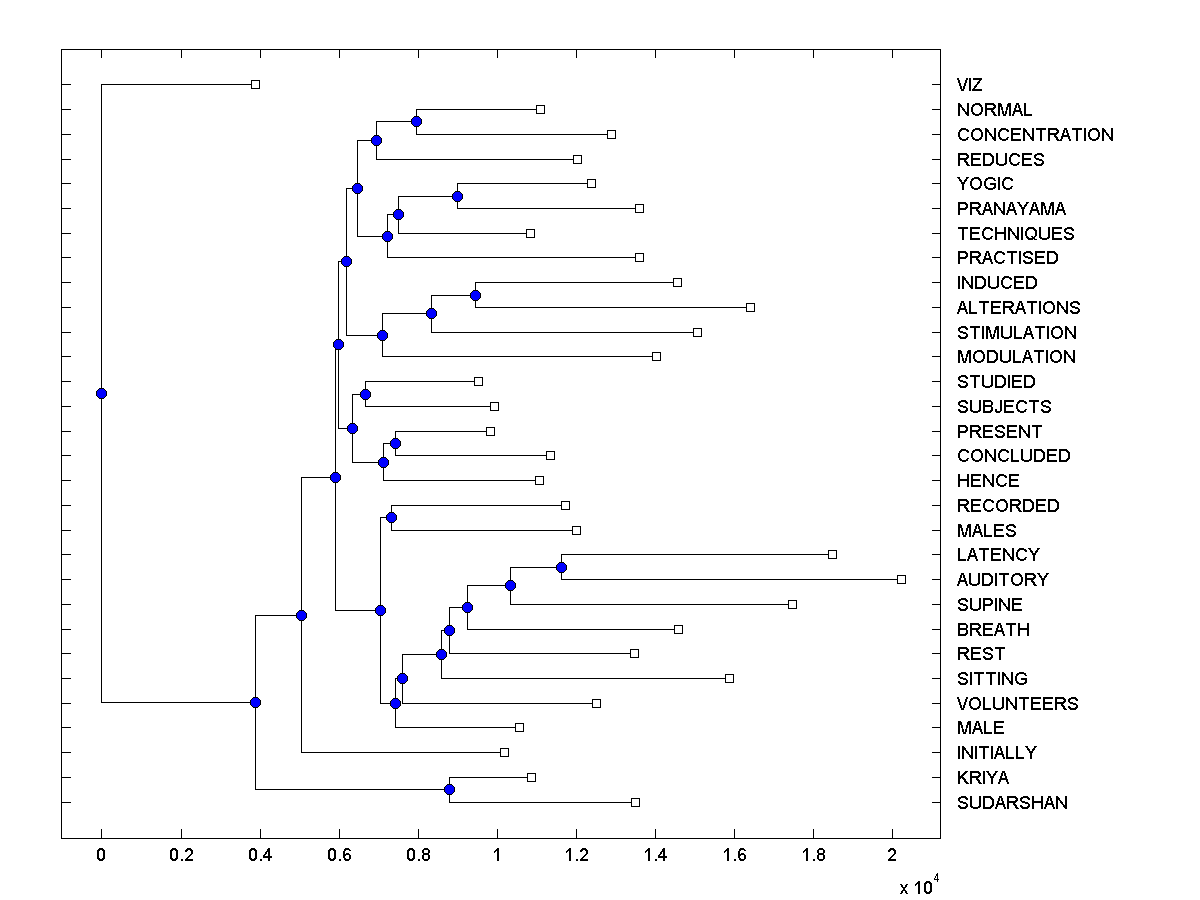 VIZ
NORMAL
CONCENTRATION
REDUCES
YOGIC
PRANAYAMA
TECHNIQUES
PRACTISED
INDUCED
ALTERATIONS
STIMULATION
MODULATION
STUDIED
SUBJECTS
PRESENT
CONCLUDED
HENCE
RECORDED
MALES
LATENCY
AUDITORY
SUPINE
BREATH
REST
SITTING
VOLUNTEERS
MALE
INITIALLY
KRIYA
SUDARSHAN
0 0.2 0.4 0.6 0.8 1 1.2 1.4 1.6 1.8 2
x 10^4